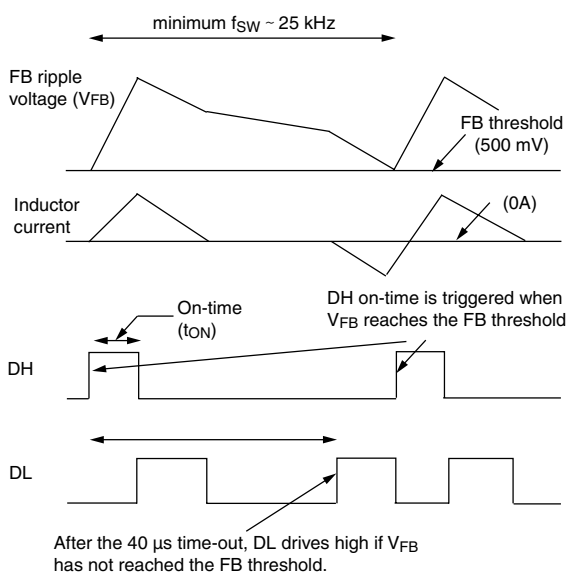 minimum fSW ~ 25 kHz
FB ripple
voltage (VFB)
FB threshold
(500 mV)
Inductor
current
(0A)
DH on-time is triggered when
VFB reaches the FB threshold
On-time
(tON)
DH
DL
After the 40 µs time-out, DL drives high if VFB
has not reached the FB threshold.